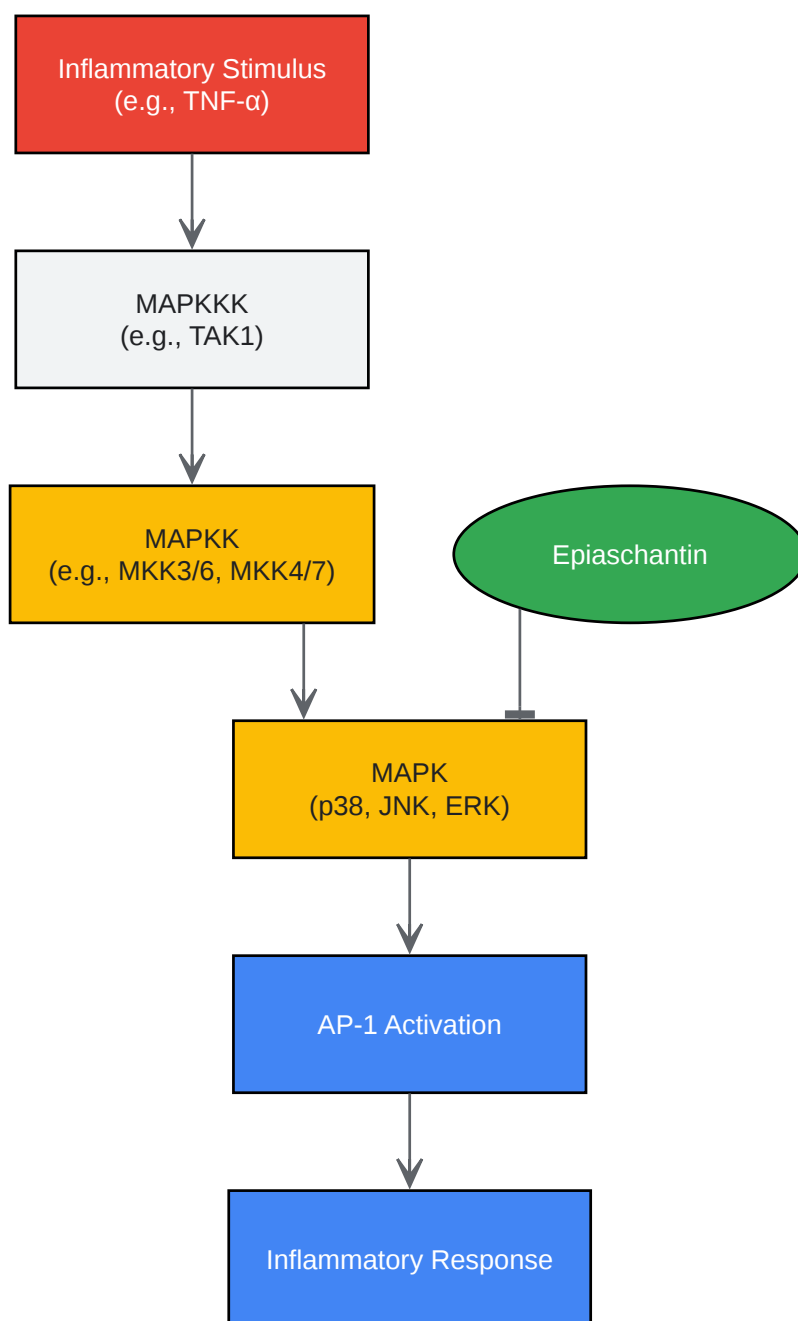 Inflammatory Stimulus
(e.g., TNF-α)
MAPKKK
(e.g., TAK1)
MAPKK
(e.g., MKK3/6, MKK4/7)
Epiaschantin
MAPK
(p38, JNK, ERK)
AP-1 Activation
Inflammatory Response